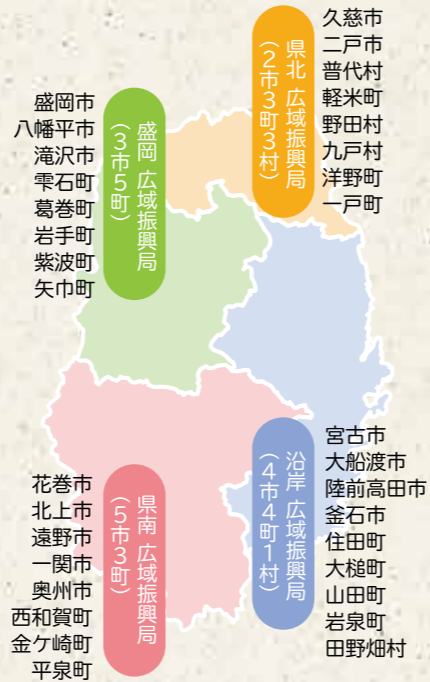 県北 広域振興局
（2市3町3村）
久慈市
二戸市
普代村
軽米町
野田村
九戸村
洋野町
一戸町
盛岡 広域振興局
（3市5町）
盛岡市
八幡平市
滝沢市
雫石町
葛巻町
岩手町
紫波町
矢巾町
沿岸 広域振興局
（4市4町1村）
宮古市
大船渡市
陸前高田市
釜石市
住田町
大槌町
山田町
岩泉町
田野畑村
県南 広域振興局
（5市3町）
花巻市
北上市
遠野市
一関市
奥州市
西和賀町
金ケ崎町
平泉町